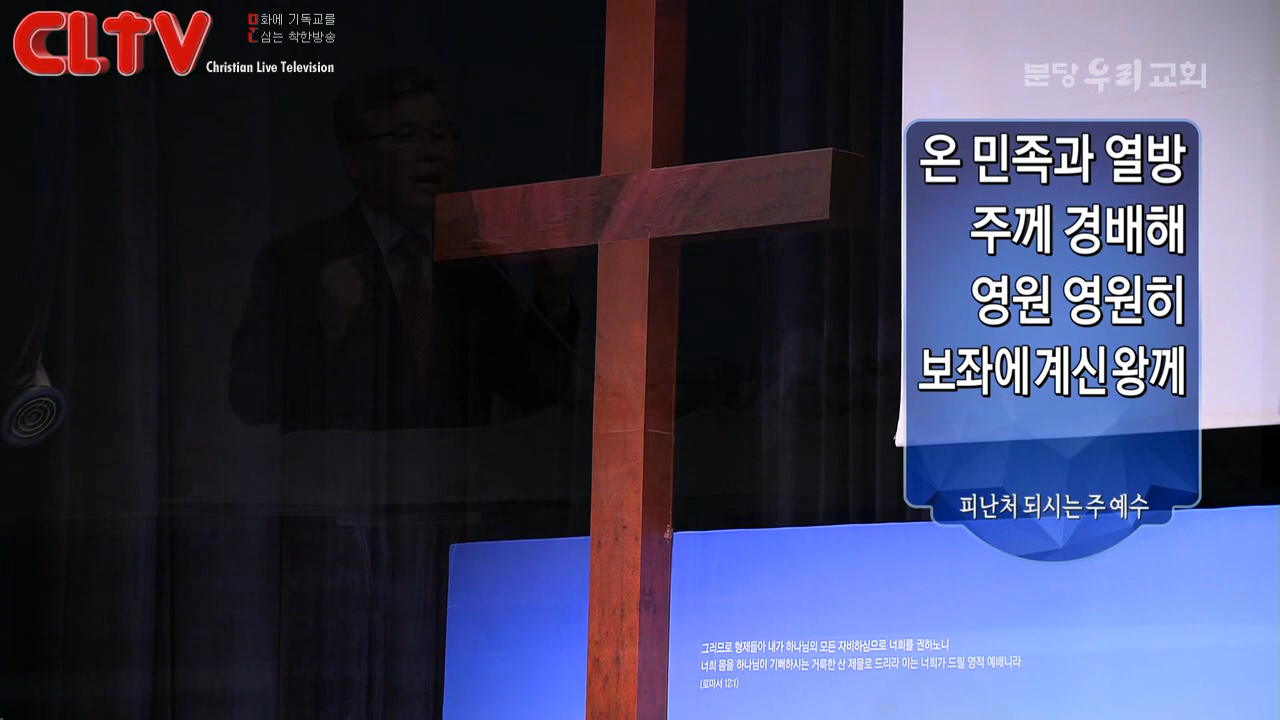 CLTV
문화에 기독교를
심는 착한방송
Christian Live Television
분당우리교회
온 민족과 열방
주께 경배해
영원 영원히
보좌에 계신 왕께
피난처 되시는 주 예수
그러므로 형제들아 내가 하나님의 모든 자비하심으로 너희를 권하노니
너희 몸을 하나님이 기뻐하시는 거룩한 산 제물로 드리라 이는 너희가 드릴 영적 예배니라
(로마서 12:1)